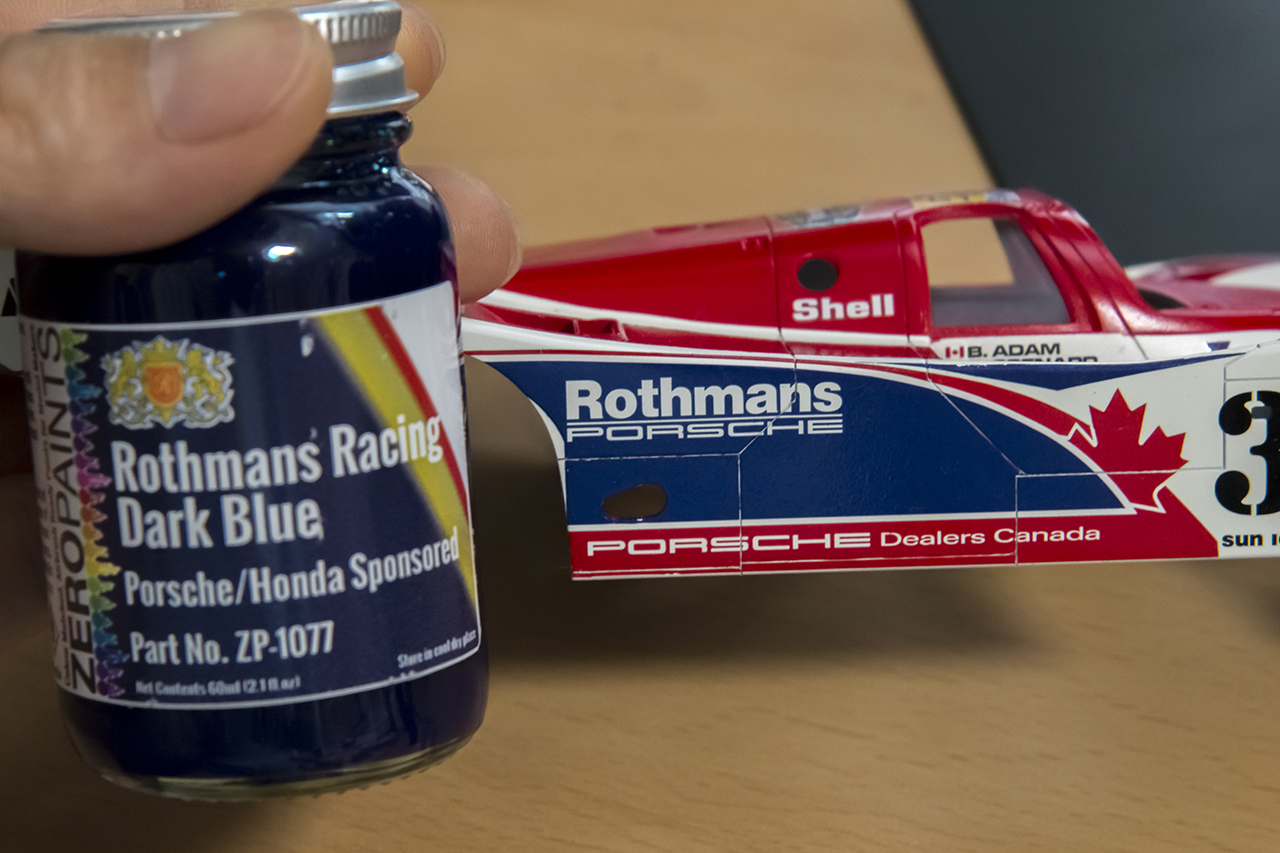 ZEROPAINTS
Rothmans Racing
Dark Blue
Porsche/Honda Sponsored
Part No. ZP-1077
Store in cool dry place
Net Contents 60ml (2.1 fl.oz)
Shell
B. ADAM
Rothmans
PORSCHE
PORSCHE Dealers Canada
3
sun